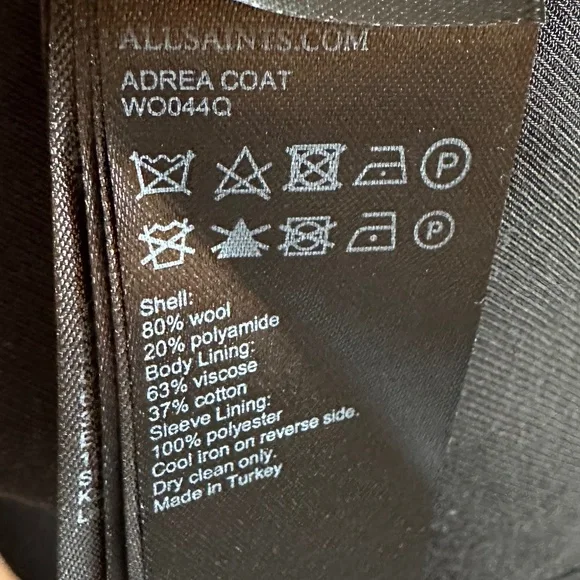 ALLSAINTS.COM
ADREA COAT
WO044Q
P
P
Shell:
80% wool
20% polyamide
Body Lining:
63% viscose
37% cotton
Sleeve Lining:
100% polyester
Cool iron on reverse side.
Dry clean only.
Made in Turkey